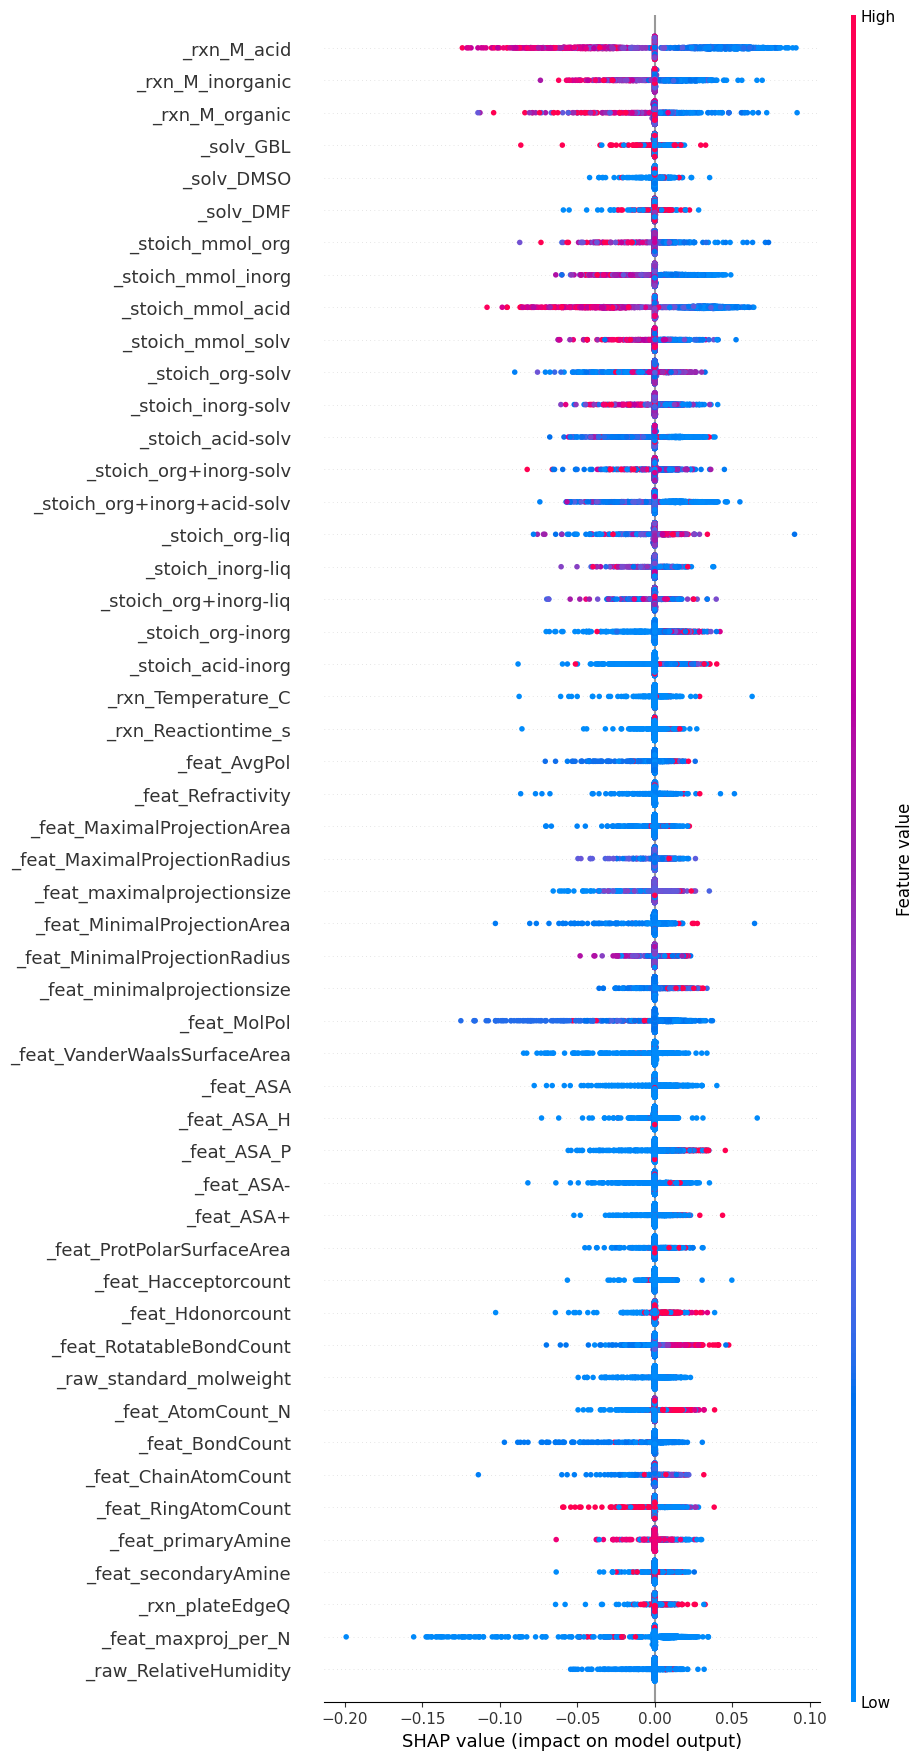 High
_rxn_M_acid
_rxn_M_inorganic
_rxn_M_organic
_solv_GBL
_solv_DMSO
_solv_DMF
_stoich_mmol_org
_stoich_mmol_inorg
_stoich_mmol_acid
_stoich_mmol_solv
_stoich_org-solv
_stoich_inorg-solv
_stoich_acid-solv
_stoich_org+inorg-solv
_stoich_org+inorg+acid-solv
_stoich_org-liq
_stoich_inorg-liq
_stoich_org+inorg-liq
_stoich_org-inorg
_stoich_acid-inorg
_rxn_Temperature_C
_rxn_Reactiontime_s
_feat_AvgPol
_feat_Refractivity
_feat_MaximalProjectionArea
_feat_MaximalProjectionRadius
_feat_maximalprojectionsize
_feat_MinimalProjectionArea
_feat_MinimalProjectionRadius
_feat_minimalprojectionsize
_feat_MolPol
_feat_VanderWaalsSurfaceArea
_feat_ASA
_feat_ASA_H
_feat_ASA_P
_feat_ASA-
_feat_ASA+
_feat_ProtPolarSurfaceArea
_feat_Hacceptorcount
_feat_Hdonorcount
_feat_RotatableBondCount
_raw_standard_molweight
_feat_AtomCount_N
_feat_BondCount
_feat_ChainAtomCount
_feat_RingAtomCount
_feat_primaryAmine
_feat_secondaryAmine
_rxn_plateEdgeQ
_feat_maxproj_per_N
_raw_RelativeHumidity
Feature value
Low
−0.20 −0.15 −0.10 −0.05 0.00 0.05 0.10
SHAP value (impact on model output)